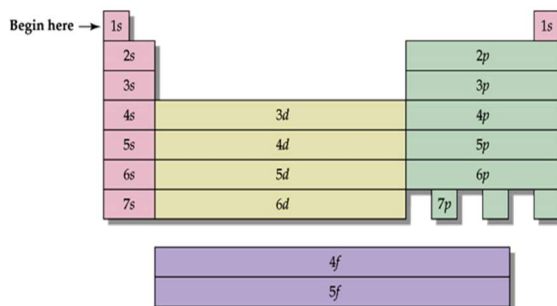 Begin here → 1s 1s
2s 2p
3s 3p
4s 3d 4p
5s 4d 5p
6s 5d 6p
7s 6d 7p
4f
5f